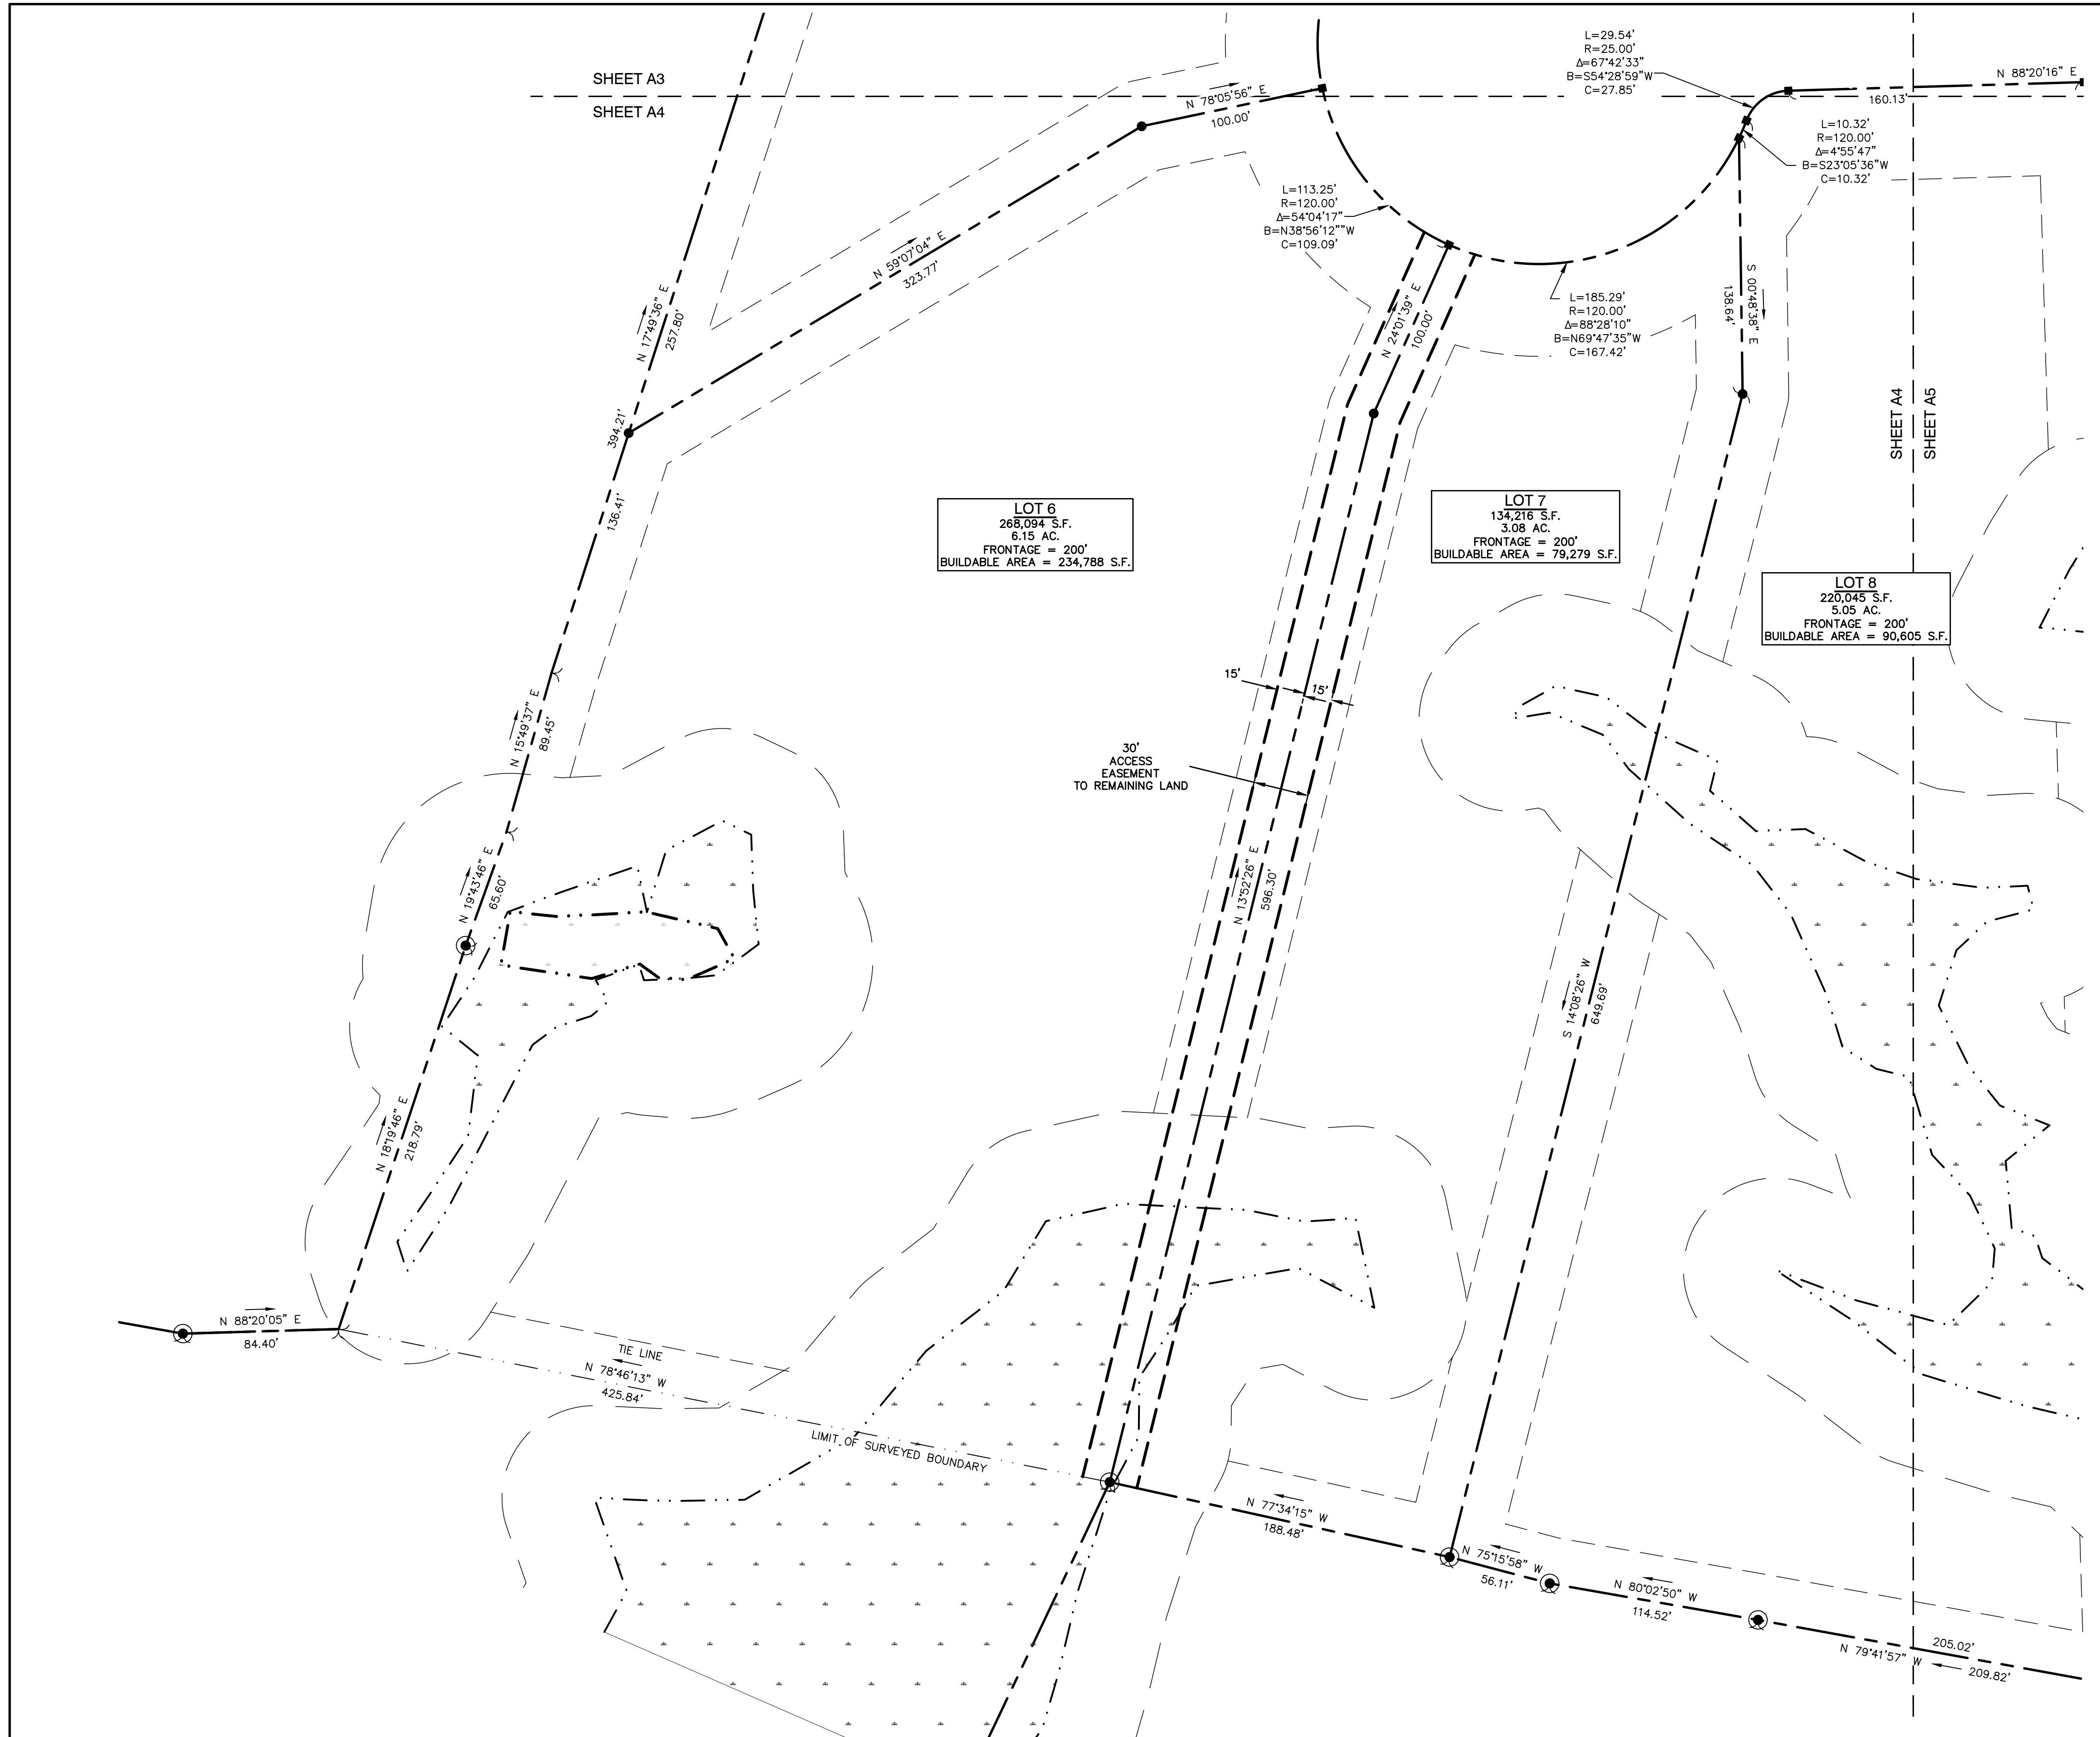 L=29.54'
R=25.00'
Δ=67°42'33"
B=S54°28'59"W
C=27.85'
SHEET A3
SHEET A4
N 78°05'56" E
100.00'
N 88°20'16" E
160.13'
L=10.32'
R=120.00'
Δ=4°55'47"
B=S23°05'36"W
C=10.32'
L=113.25'
R=120.00'
Δ=54°04'17"
B=N38°56'12""W
C=109.09'
N 59°07'04" E
323.77'
N 17°49'36" E
257.80'
L=185.29'
R=120.00'
Δ=88°28'10"
B=N69°47'35"W
C=167.42'
S 00°48'38" E
138.64'
N 24°01'39" E
100.00'
SHEET A4
SHEET A5
394.21'
136.41'
LOT 6
268,094 S.F.
6.15 AC.
FRONTAGE = 200'
BUILDABLE AREA = 234,788 S.F.
LOT 7
134,216 S.F.
3.08 AC.
FRONTAGE = 200'
BUILDABLE AREA = 79,279 S.F.
LOT 8
220,045 S.F.
5.05 AC.
FRONTAGE = 200'
BUILDABLE AREA = 90,605 S.F.
15'
15'
N 15°49'37" E
89.45'
30'
ACCESS
EASEMENT
TO REMAINING LAND
N 19°43'46" E
65.60'
N 13°52'26" E
596.30'
S 14°08'26" W
649.69'
N 18°19'46" E
218.79'
N 88°20'05" E
84.40'
TIE LINE
N 78°46'13" W
425.84'
LIMIT OF SURVEYED BOUNDARY
N 77°34'15" W
188.48'
N 75°15'58" W
56.11'
N 80°02'50" W
114.52'
205.02'
N 79°41'57" W
209.82'